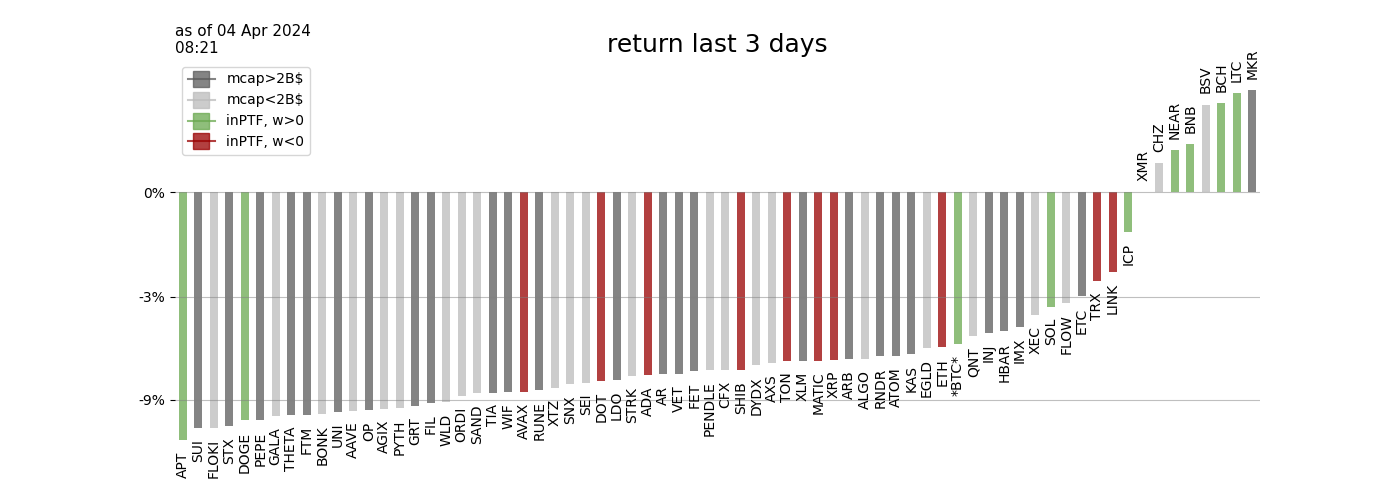 as of 04 Apr 2024
08:21
return last 3 days
mcap>2B$
mcap<2B$
inPTF, w>0
inPTF, w<0
0%
-3%
-9%
APT
SUI
FLOKI
STX
DOGE
PEPE
GALA
THETA
FTM
BONK
UNI
AAVE
OP
AGIX
PYTH
GRT
FIL
WLD
ORDI
SAND
TIA
WIF
AVAX
RUNE
XTZ
SNX
SEI
DOT
LDO
STRK
ADA
AR
VET
FET
PENDLE
CFX
SHIB
DYDX
AXS
TON
XLM
MATIC
XRP
ARB
ALGO
RNDR
ATOM
KAS
EGLD
ETH
*BTC*
QNT
INJ
HBAR
IMX
XEC
SOL
FLOW
ETC
TRX
LINK
ICP
XMR
CHZ
NEAR
BNB
BSV
BCH
LTC
MKR